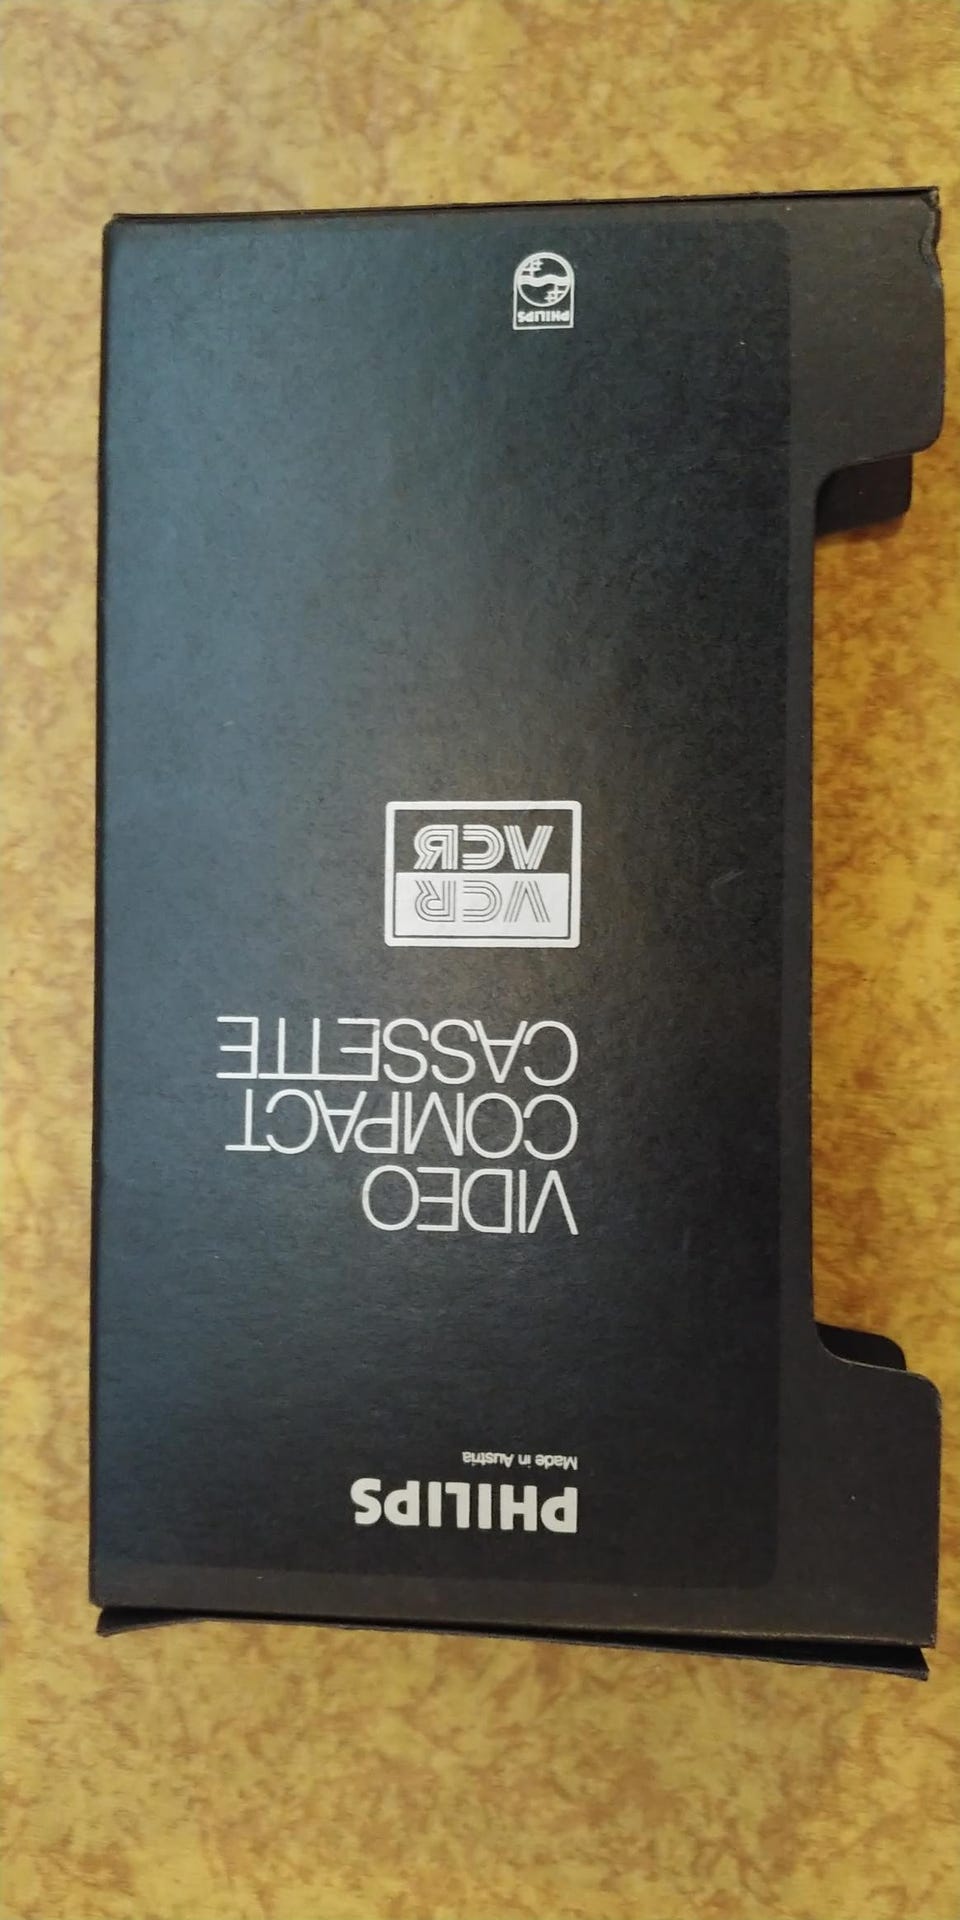 PHILIPS
Made in Austria
VIDEO
COMPACT
CASSETTE
VCR
VCR
PHILIPS